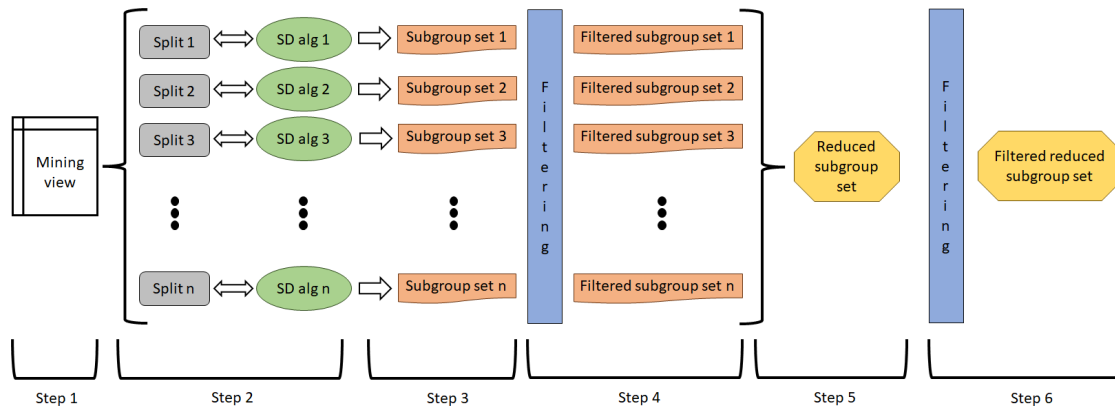 Split 1
SD alg 1
Subgroup set 1
Filtered subgroup set 1
Split 2
SD alg 2
Subgroup set 2
Filtered subgroup set 2
Split 3
SD alg 3
Subgroup set 3
Filtered subgroup set 3
Mining
view
Filtering
Reduced
subgroup
set
Filtering
Filtered reduced
subgroup set
Split n
SD alg n
Subgroup set n
Filtered subgroup set n
Step 1
Step 2
Step 3
Step 4
Step 5
Step 6